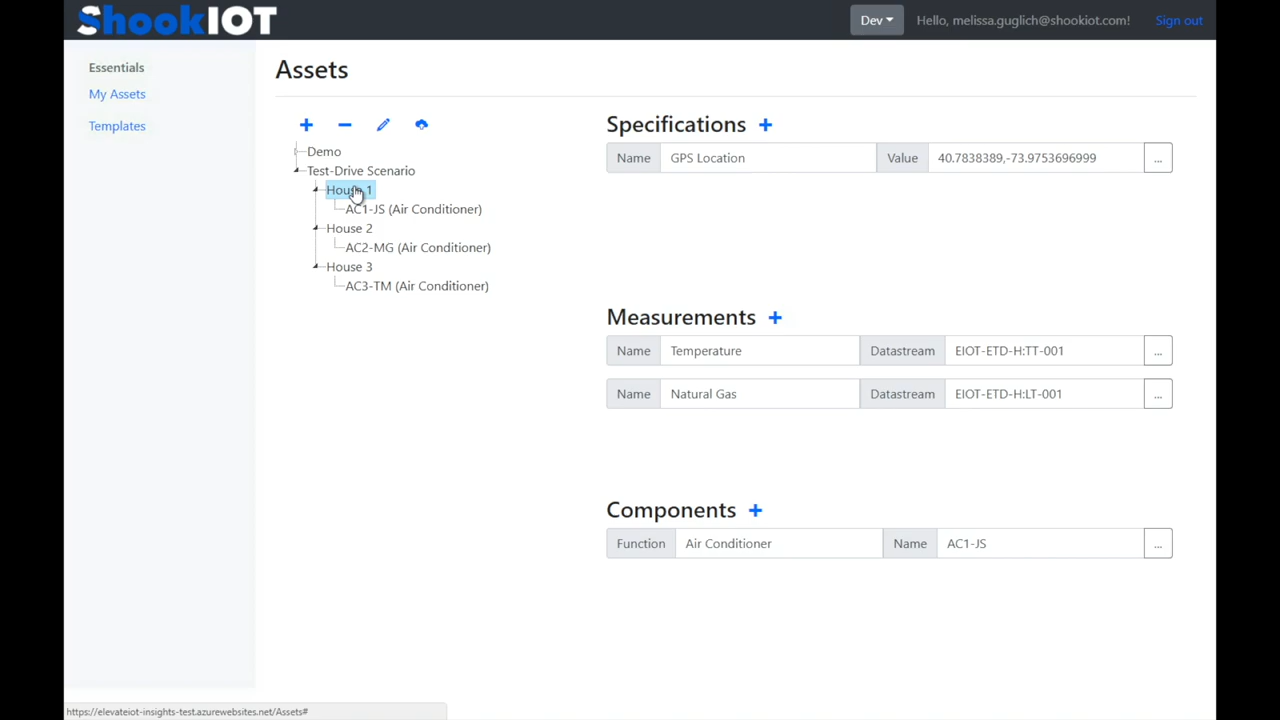 ShookIOT
Dev
Hello, melissa.guglich@shookiot.com!
Sign out
Essentials
My Assets
Templates
Assets
Demo
Test-Drive Scenario
House 1
AC1-JS (Air Conditioner)
House 2
AC2-MG (Air Conditioner)
House 3
AC3-TM (Air Conditioner)
Specifications +
Name GPS Location Value 40.7838389,-73.9753696999 ...
Measurements +
Name Temperature Datastream EIOT-ETD-H:TT-001 ...
Name Natural Gas Datastream EIOT-ETD-H:LT-001 ...
Components +
Function Air Conditioner Name AC1-JS ...
https://elevateiot-insights-test.azurewebsites.net/Assets#